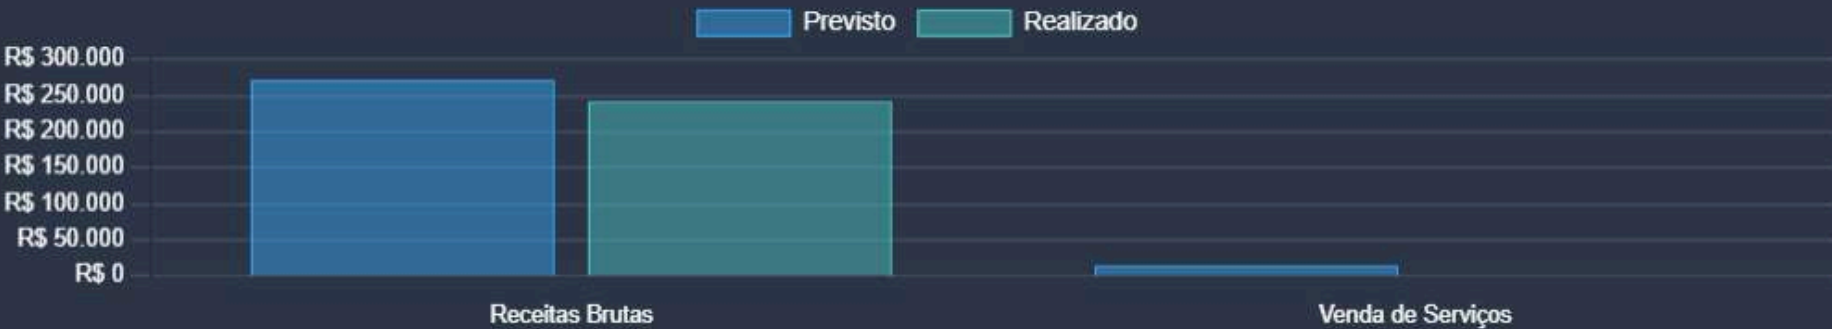 Previsto Realizado
R$ 300.000
R$ 250.000
R$ 200.000
R$ 150.000
R$ 100.000
R$ 50.000
R$ 0
Receitas Brutas Venda de Serviços